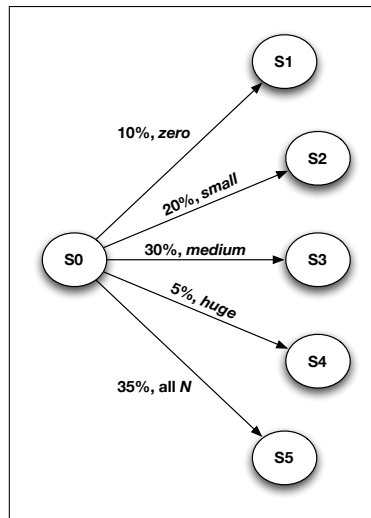 S1
10%, zero
S2
20%, small
S0
30%, medium
S3
5%, huge
S4
35%, all N
S5